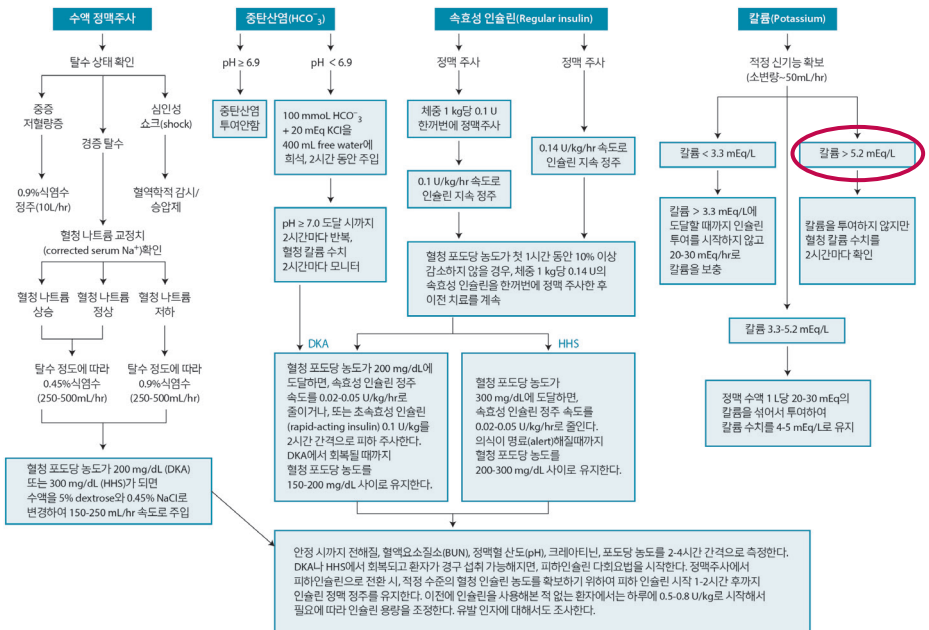 수액 정맥주사
탈수 상태 확인
중증
저혈량증
경증 탈수
심인성
쇼크(shock)
0.9%식염수
정주(10L/hr)
혈역학적 감시/
승압제
혈청 나트륨 교정치
(corrected serum Na⁺)확인
혈청 나트륨
상승
혈청 나트륨
정상
혈청 나트륨
저하
탈수 정도에 따라
0.45%식염수
(250-500mL/hr)
탈수 정도에 따라
0.9%식염수
(250-500mL/hr)
혈청 포도당 농도가 200 mg/dL (DKA)
또는 300 mg/dL (HHS)가 되면
수액을 5% dextrose와 0.45% NaCl로
변경하여 150-250 mL/hr 속도로 주입
중탄산염(HCO⁻₃)
pH ≥ 6.9
pH < 6.9
중탄산염
투여안함
100 mmoL HCO⁻₃
+ 20 mEq KCl을
400 mL free water에
희석, 2시간 동안 주입
pH ≥ 7.0 도달 시까지
2시간마다 반복,
혈청 칼륨 수치
2시간마다 모니터
속효성 인슐린(Regular insulin)
정맥 주사
정맥 주사
체중 1 kg당 0.1 U
한꺼번에 정맥주사
0.1 U/kg/hr 속도로
인슐린 지속 정주
0.14 U/kg/hr 속도로
인슐린 지속 정주
혈청 포도당 농도가 첫 1시간 동안 10% 이상
감소하지 않을 경우, 체중 1 kg당 0.14 U의
속효성 인슐린을 한꺼번에 정맥 주사한 후
이전 치료를 계속
DKA
HHS
혈청 포도당 농도가 200 mg/dL에
도달하면, 속효성 인슐린 정주
속도를 0.02-0.05 U/kg/hr로
줄이거나, 또는 초속효성 인슐린
(rapid-acting insulin) 0.1 U/kg를
2시간 간격으로 피하 주사한다.
DKA에서 회복될 때까지
혈청 포도당 농도를
150-200 mg/dL 사이로 유지한다.
혈청 포도당 농도가
300 mg/dL에 도달하면,
속효성 인슐린 정주 속도를
0.02-0.05 U/kg/hr로 줄인다.
의식이 명료(alert)해질때까지
혈청 포도당 농도를
200-300 mg/dL 사이로 유지한다.
칼륨(Potassium)
적정 신기능 확보
(소변량~50mL/hr)
칼륨 < 3.3 mEq/L
칼륨 > 5.2 mEq/L
칼륨 > 3.3 mEq/L에
도달할 때까지 인슐린
투여를 시작하지 않고
20-30 mEq/hr로
칼륨을 보충
칼륨을 투여하지 않지만
혈청 칼륨 수치를
2시간마다 확인
칼륨 3.3-5.2 mEq/L
정맥 수액 1 L당 20-30 mEq의
칼륨을 섞어서 투여하여
칼륨 수치를 4-5 mEq/L로 유지
안정 시까지 전해질, 혈액요소질소(BUN), 정맥혈 산도(pH), 크레아티닌, 포도당 농도를 2-4시간 간격으로 측정한다.
DKA나 HHS에서 회복되고 환자가 경구 섭취 가능해지면, 피하인슐린 다회요법을 시작한다. 정맥주사에서
피하인슐린으로 전환 시, 적정 수준의 혈청 인슐린 농도를 확보하기 위하여 피하 인슐린 시작 1-2시간 후까지
인슐린 정맥 정주를 유지한다. 이전에 인슐린을 사용해본 적 없는 환자에서는 하루에 0.5-0.8 U/kg로 시작해서
필요에 따라 인슐린 용량을 조정한다. 유발 인자에 대해서도 조사한다.